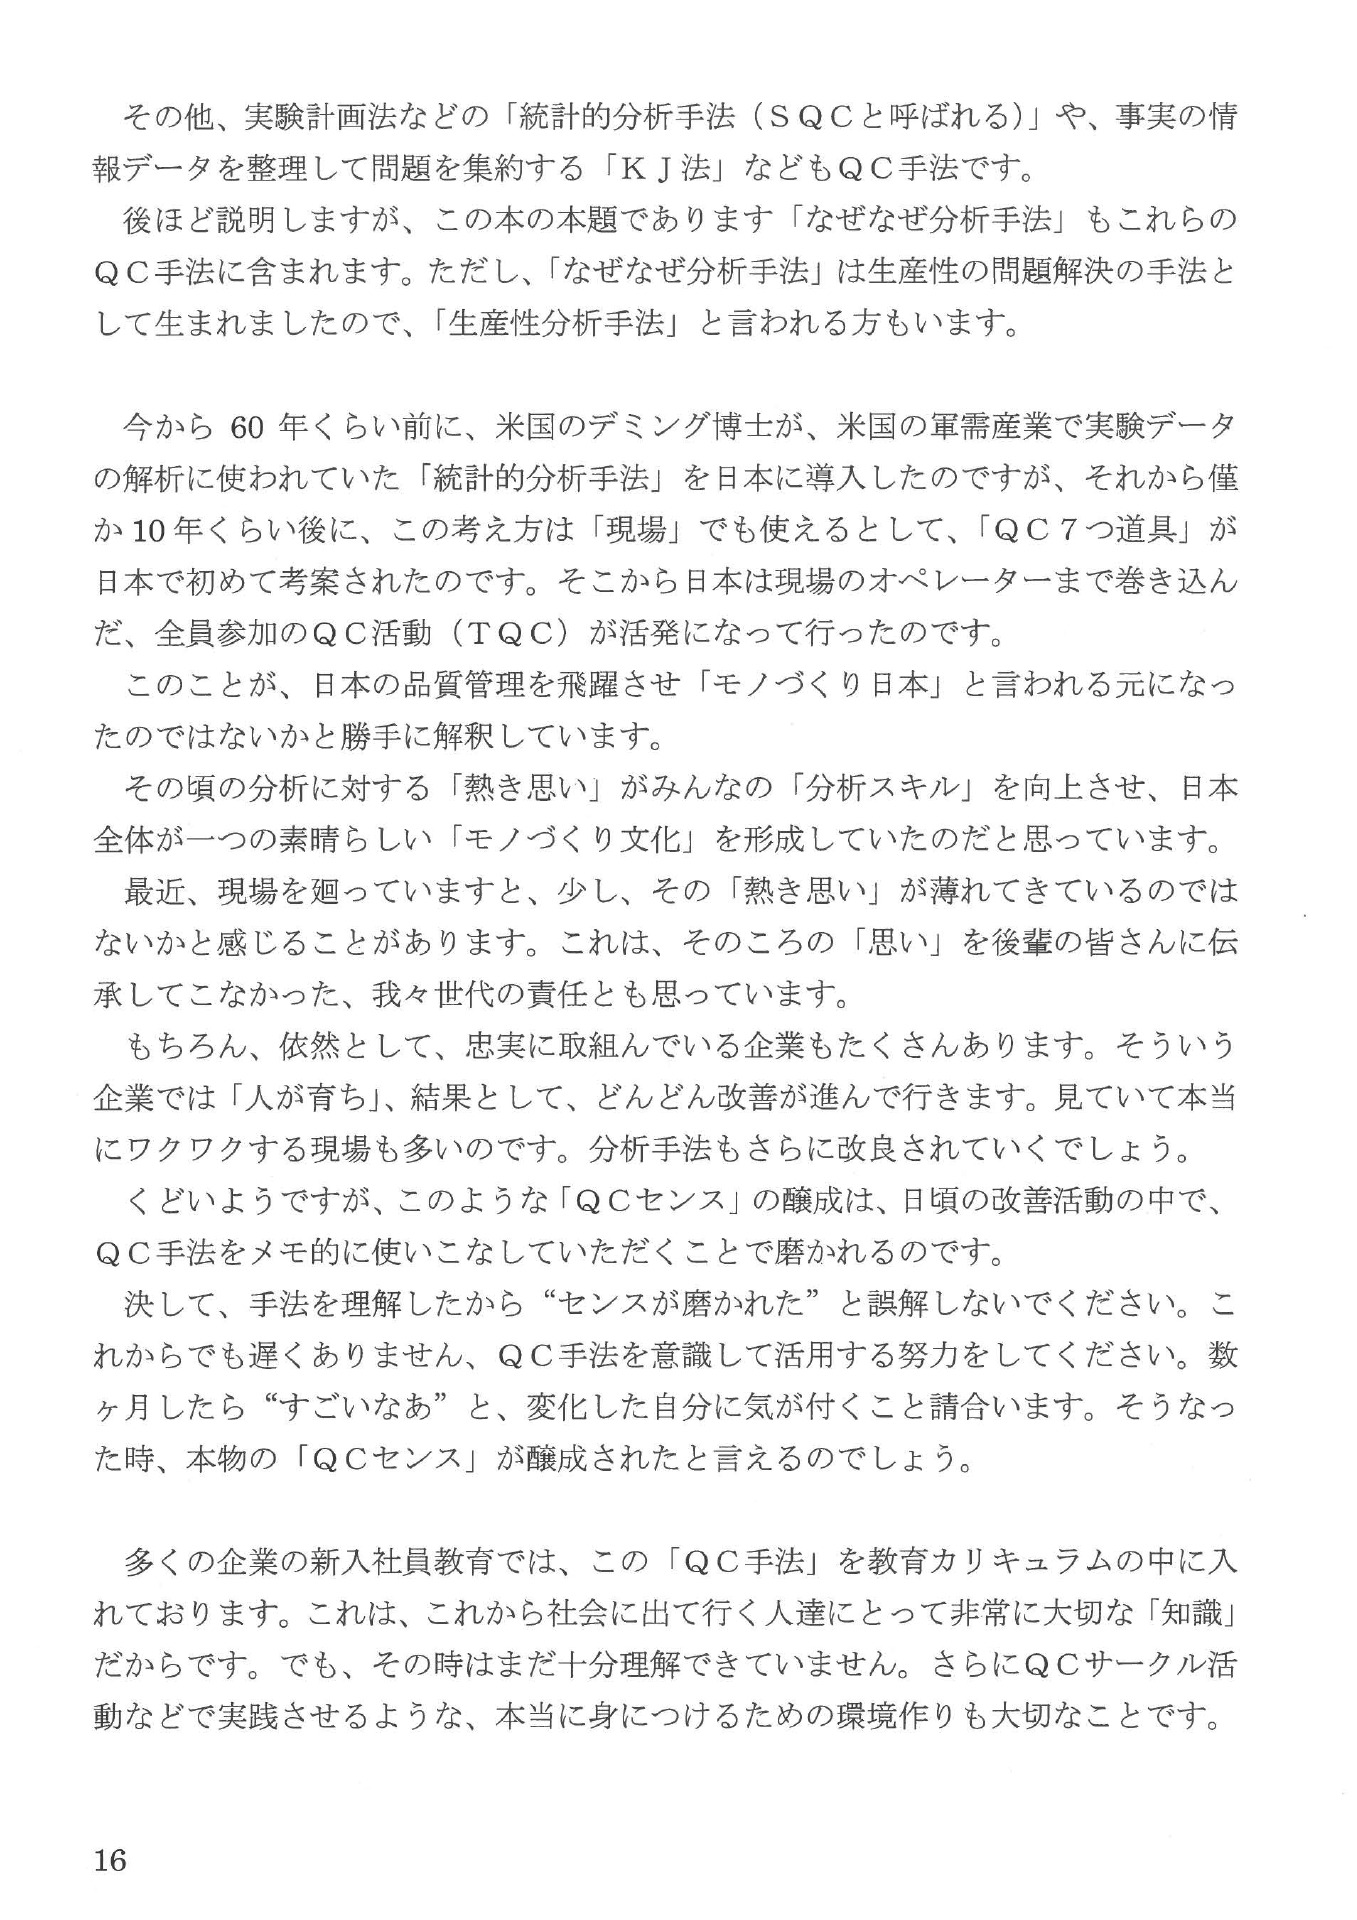 その他、実験計画法などの「統計的分析手法（ＳＱＣと呼ばれる）」や、事実の情
報データを整理して問題を集約する「ＫＪ法」などもＱＣ手法です。
後ほど説明しますが、この本の本題であります「なぜなぜ分析手法」もこれらの
ＱＣ手法に含まれます。ただし、「なぜなぜ分析手法」は生産性の問題解決の手法と
して生まれましたので、「生産性分析手法」と言われる方もいます。
今から 60 年くらい前に、米国のデミング博士が、米国の軍需産業で実験データ
の解析に使われていた「統計的分析手法」を日本に導入したのですが、それから僅
か 10 年くらい後に、この考え方は「現場」でも使えるとして、「ＱＣ７つ道具」が
日本で初めて考案されたのです。そこから日本は現場のオペレーターまで巻き込ん
だ、全員参加のＱＣ活動（ＴＱＣ）が活発になって行ったのです。
このことが、日本の品質管理を飛躍させ「モノづくり日本」と言われる元になっ
たのではないかと勝手に解釈しています。
その頃の分析に対する「熱き思い」がみんなの「分析スキル」を向上させ、日本
全体が一つの素晴らしい「モノづくり文化」を形成していたのだと思っています。
最近、現場を廻っていますと、少し、その「熱き思い」が薄れてきているのでは
ないかと感じることがあります。これは、そのころの「思い」を後輩の皆さんに伝
承してこなかった、我々世代の責任とも思っています。
もちろん、依然として、忠実に取組んでいる企業もたくさんあります。そういう
企業では「人が育ち」、結果として、どんどん改善が進んで行きます。見ていて本当
にワクワクする現場も多いのです。分析手法もさらに改良されていくでしょう。
くどいようですが、このような「ＱＣセンス」の醸成は、日頃の改善活動の中で、
ＱＣ手法をメモ的に使いこなしていただくことで磨かれるのです。
決して、手法を理解したから“センスが磨かれた”と誤解しないでください。こ
れからでも遅くありません、ＱＣ手法を意識して活用する努力をしてください。数
ヶ月したら“すごいなあ”と、変化した自分に気が付くこと請合います。そうなっ
た時、本物の「ＱＣセンス」が醸成されたと言えるのでしょう。
多くの企業の新入社員教育では、この「ＱＣ手法」を教育カリキュラムの中に入
れております。これは、これから社会に出て行く人達にとって非常に大切な「知識」
だからです。でも、その時はまだ十分理解できていません。さらにＱＣサークル活
動などで実践させるような、本当に身につけるための環境作りも大切なことです。
16